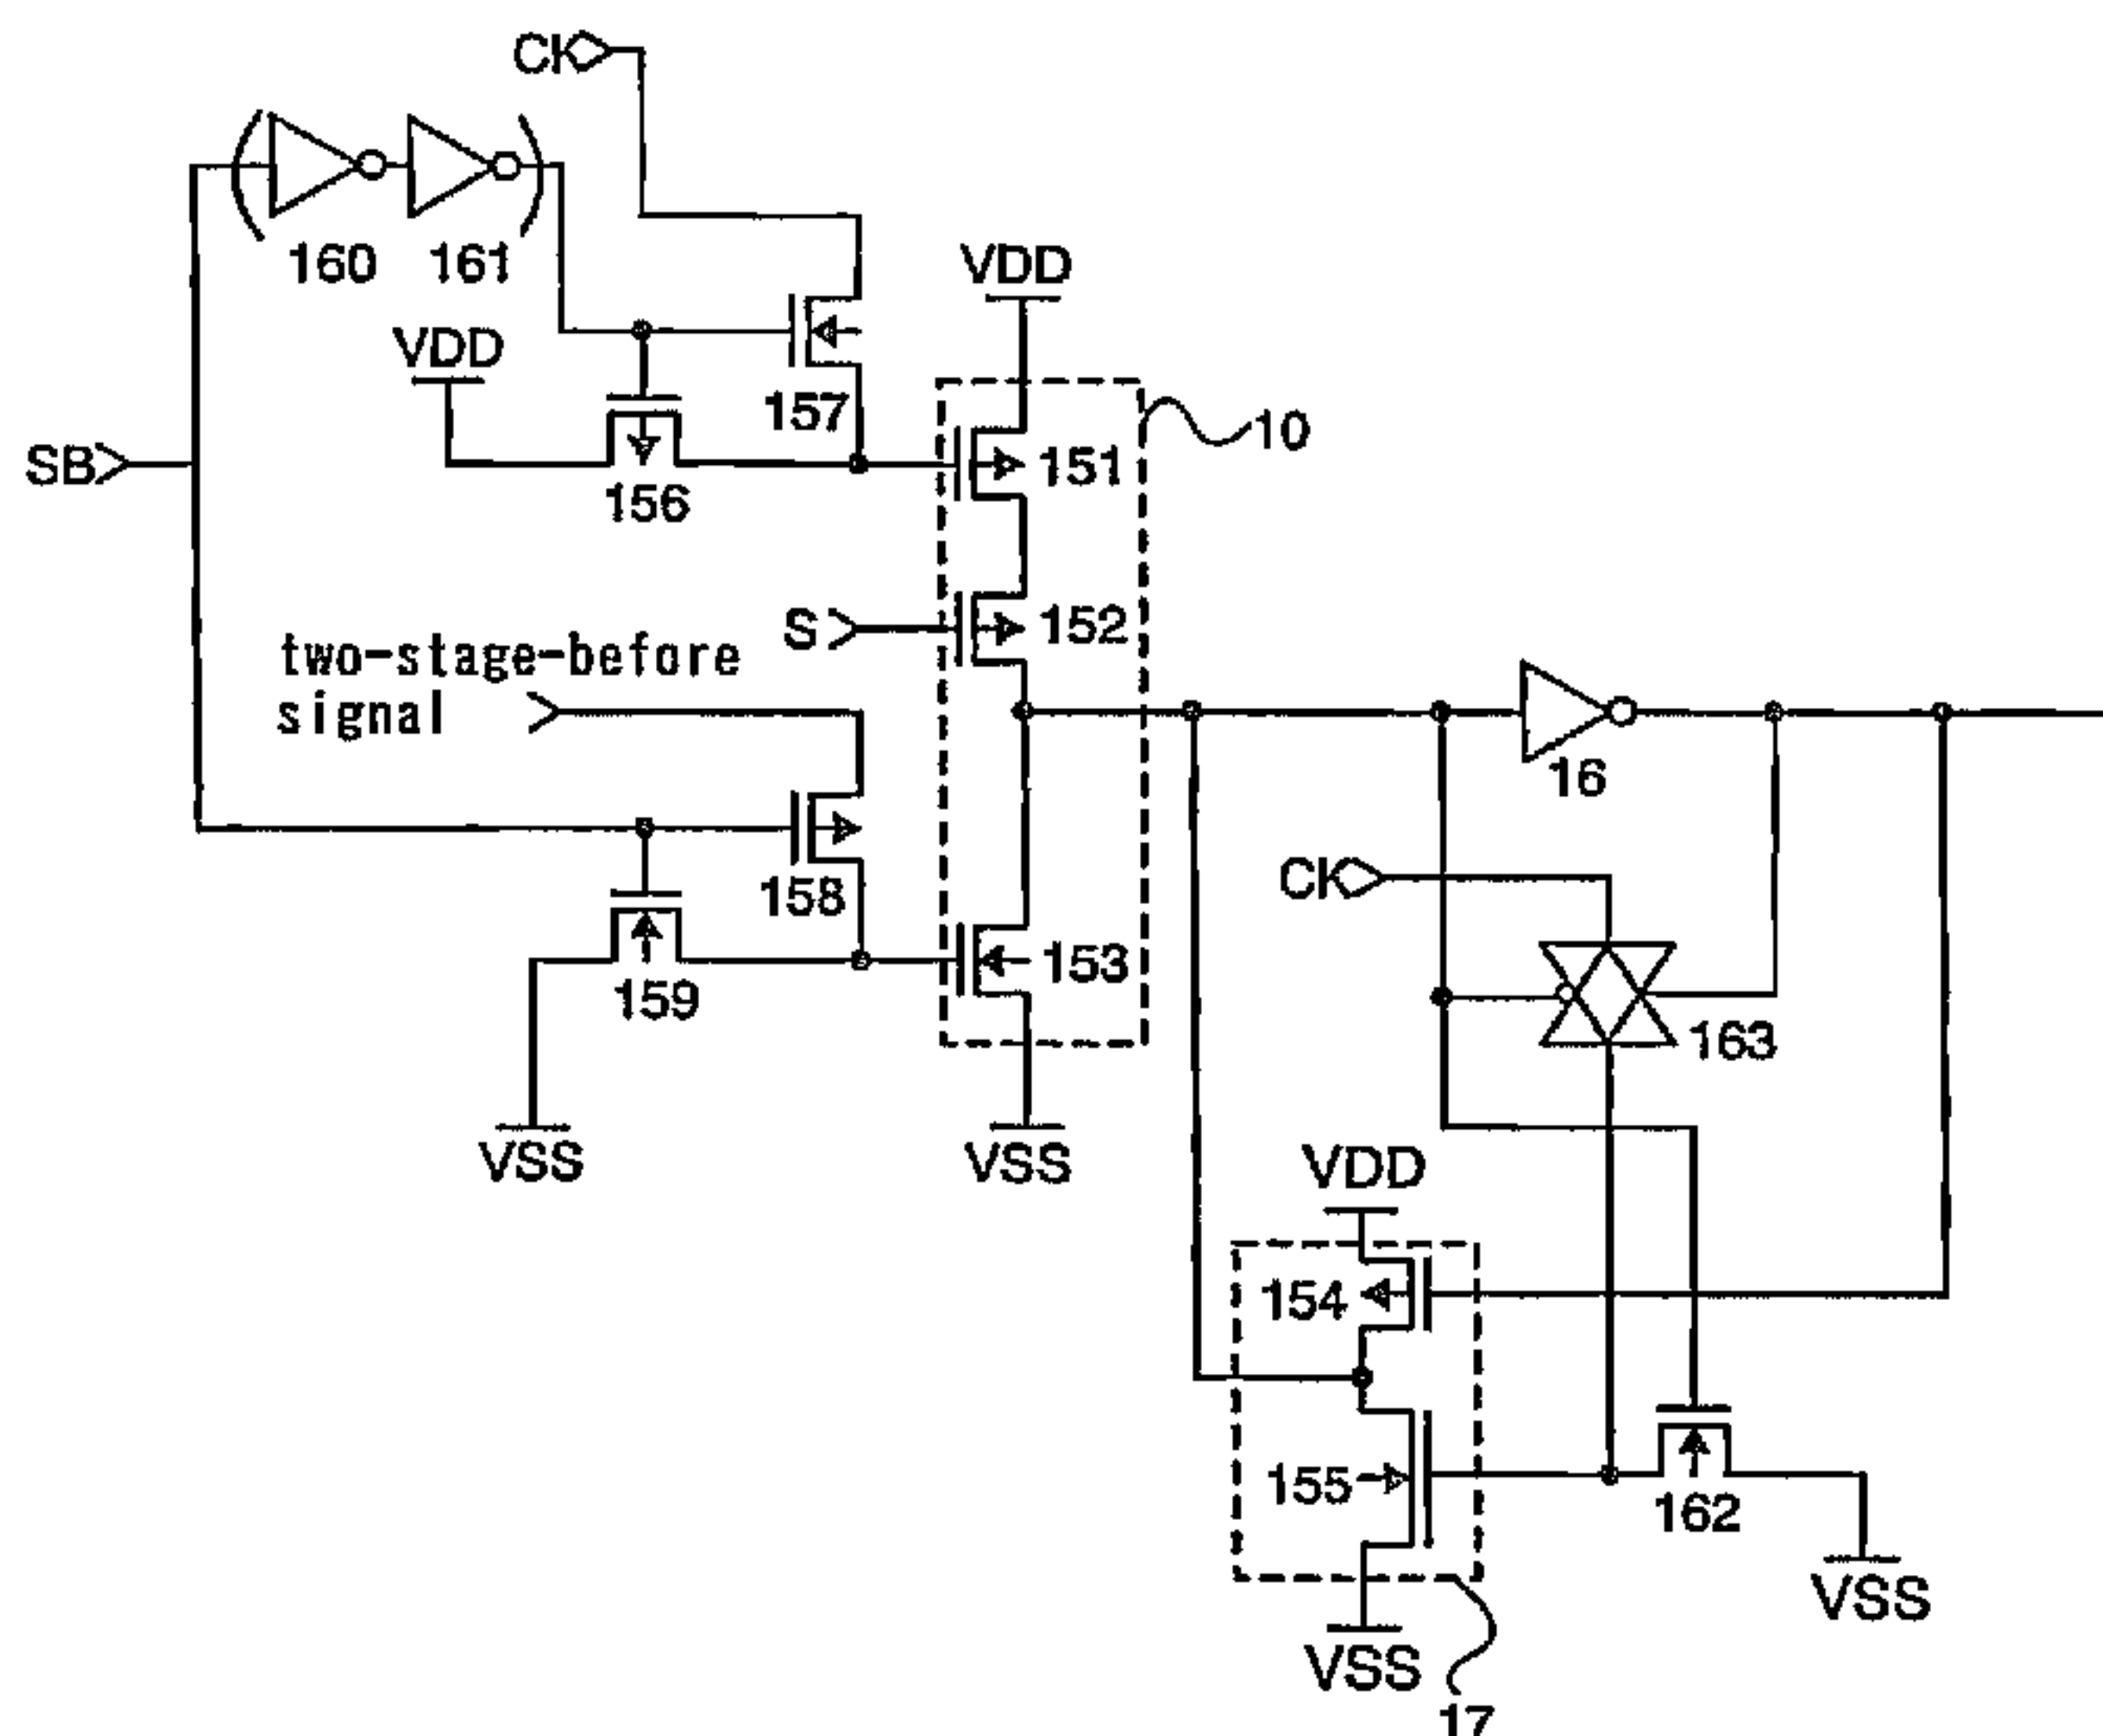 CK
160
161
VDD
VDD
157
10
SB
151
156
S
152
two-stage-before
signal
16
CK
158
153
159
163
VSS
VSS
VDD
154
155
162
VSS
VSS
17